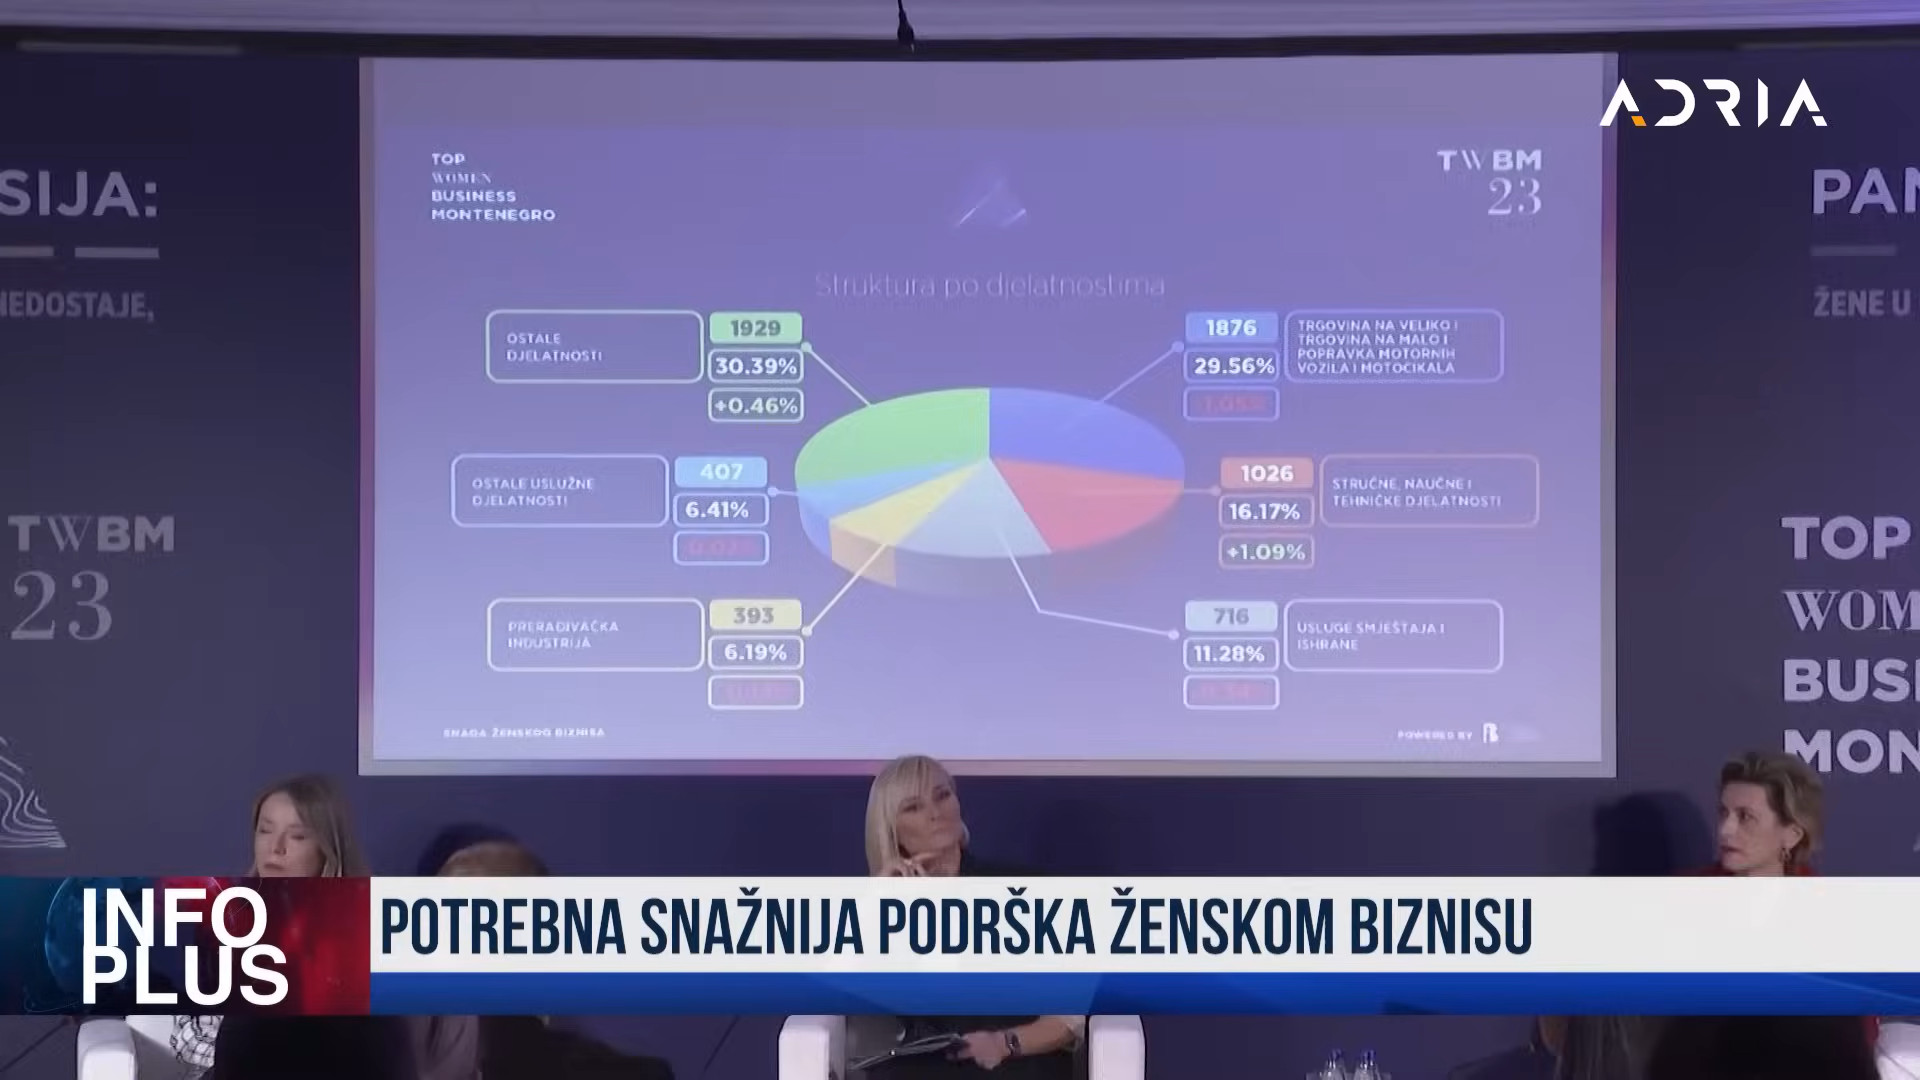 ADRIA
TOP
WOMEN
BUSINESS
MONTENEGRO
TWBM
23
SIJA:
NEDOSTAJE,
TWBM
23
Struktura po djelatnostima
OSTALE
DJELATNOSTI
1929
30.39%
+0.46%
1876
29.56%
TRGOVINA NA VELIKO I
TRGOVINA NA MALO I
POPRAVKA MOTORNIH
VOZILA I MOTOCIKALA
OSTALE USLUŽNE
DJELATNOSTI
407
6.41%
1026
16.17%
+1.09%
STRUČNE, NAUČNE I
TEHNIČKE DJELATNOSTI
PRERAĐIVAČKA
INDUSTRIJA
393
6.19%
716
11.28%
USLUGE SMJEŠTAJA I
ISHRANE
SNAGA ŽENSKOG BIZNISA
POWERED BY
PAN
ŽENE U
TOP
WOM
BUSI
MON
INFO
PLUS
POTREBNA SNAŽNIJA PODRŠKA ŽENSKOM BIZNISU